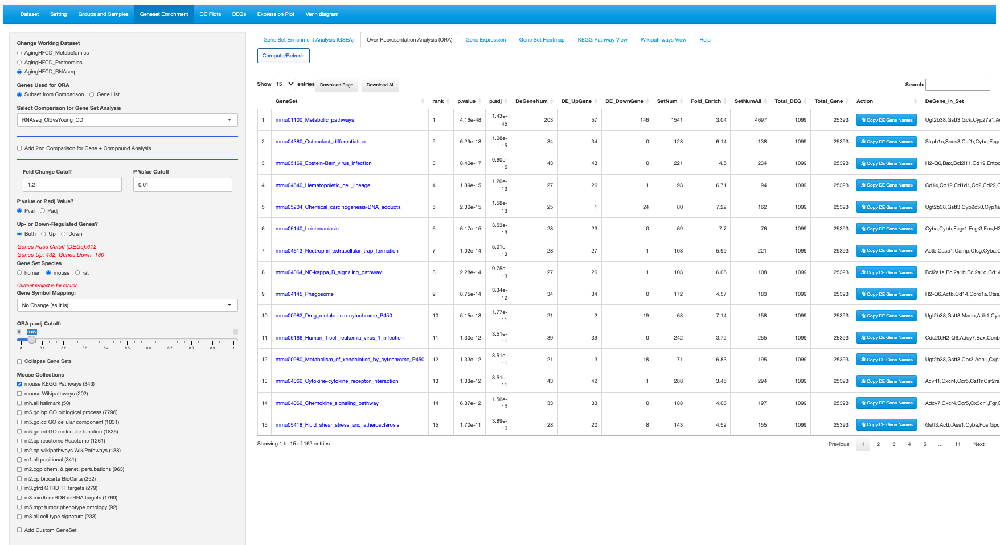 Dataset Setting Groups and Samples Geneset Enrichment QC Plots DEGs Expression Plot Venn diagram
Change Working Dataset
AgingHFCD_Metabolomics
AgingHFCD_Proteomics
AgingHFCD_RNAseq
Genes Used for ORA
Subset from Comparison Gene List
Select Comparison for Gene Set Analysis
RNAseq_OldvsYoung_CD
Add 2nd Comparison for Gene + Compound Analysis
Fold Change Cutoff P Value Cutoff
1.2 0.01
P value or P.adj Value?
Pval Padj
Up- or Down-Regulated Genes?
Both Up Down
Genes Pass Cutoff (DEGs):612
Genes Up: 432; Genes Down: 180
Gene Set Species
human mouse rat
Current project is for mouse
Gene Symbol Mapping:
No Change (as it is)
ORA p.adj Cutoff:
0 0.05 1
0 0.1 0.2 0.3 0.4 0.5 0.6 0.7 0.8 0.9 1
Collapse Gene Sets
Mouse Collections
mouse KEGG Pathways (343)
mouse Wikipathways (202)
mh.all hallmark (50)
m5.go.bp GO biological process (7796)
m5.go.cc GO cellular component (1031)
m5.go.mf GO molecular function (1835)
m2.cp.reactome Reactome (1261)
m2.cp.wikipathways WikiPathways (188)
m1.all positional (341)
m2.cgp chem. & genet. pertubations (963)
m2.cp.biocarta BioCarta (252)
m3.gtrd GTRD TF targets (279)
m3.mirdb miRDB miRNA targets (1769)
m5.mpt tumor phenotype ontology (92)
m8.all cell type signature (233)
Add Custom GeneSet
Gene Set Enrichment Analysis (GSEA) Over-Representation Analysis (ORA) Gene Expression Gene Set Heatmap KEGG Pathway View Wikipathways View Help
Compute/Refresh
Show 15 entries Download Page Download All Search:
GeneSet rank p.value p.adj DeGeneNum DE_UpGene DE_DownGene SetNum Fold_Enrich SetNumAll Total_DEG Total_Gene Action DeGene_in_Set
1 mmu01100_Metabolic_pathways 1 4.16e-48 1.43e-45 203 57 146 1541 3.04 4697 1099 25393 Copy DE Gene Names Ugt2b38,Gstt3,Gck,Cyp27a1,A
2 mmu04380_Osteoclast_differentiation 2 6.29e-18 1.08e-15 34 34 0 128 6.14 138 1099 25393 Copy DE Gene Names Sirpb1c,Socs3,Csf1r,Cyba,Fcgr
3 mmu05169_Epstein-Barr_virus_infection 3 8.40e-17 9.60e-15 43 43 0 221 4.5 234 1099 25393 Copy DE Gene Names H2-Q6,Bax,Bcl2l11,Cd19,Entpd
4 mmu04640_Hematopoietic_cell_lineage 4 1.39e-15 1.20e-13 27 26 1 93 6.71 94 1099 25393 Copy DE Gene Names Cd14,Cd19,Cd1d1,Cd2,Cd22,C
5 mmu05204_Chemical_carcinogenesis-DNA_adducts 5 2.30e-15 1.58e-13 25 1 24 80 7.22 162 1099 25393 Copy DE Gene Names Ugt2b38,Gstt3,Cyp2c50,Cyp1a
6 mmu05140_Leishmaniasis 6 6.17e-15 3.53e-13 23 23 0 69 7.7 76 1099 25393 Copy DE Gene Names Cyba,Cybb,Fcgr1,Fcgr3,Fos,H2
7 mmu04613_Neutrophil_extracellular_trap_formation 7 1.02e-14 5.01e-13 28 27 1 108 5.99 221 1099 25393 Copy DE Gene Names Actb,Casp1,Camp,Ctsg,Cyba,C
8 mmu04064_NF-kappa_B_signaling_pathway 8 2.28e-14 9.75e-13 27 26 1 103 6.06 108 1099 25393 Copy DE Gene Names Bcl2a1a,Bcl2a1b,Bcl2a1d,Cd14
9 mmu04145_Phagosome 9 8.75e-14 3.34e-12 34 34 0 172 4.57 183 1099 25393 Copy DE Gene Names H2-Q6,Actb,Cd14,Coro1a,Ctss,
10 mmu00982_Drug_metabolism-cytochrome_P450 10 5.15e-13 1.77e-11 21 2 19 68 7.14 158 1099 25393 Copy DE Gene Names Ugt2b38,Gstt3,Maob,Adh1,Cyp
11 mmu05166_Human_T-cell_leukemia_virus_1_infection 11 1.30e-12 3.51e-11 39 39 0 242 3.72 255 1099 25393 Copy DE Gene Names Cdc20,H2-Q6,Adcy7,Bax,Ccnb
12 mmu00980_Metabolism_of_xenobiotics_by_cytochrome_P450 12 1.33e-12 3.51e-11 21 3 18 71 6.83 195 1099 25393 Copy DE Gene Names Ugt2b38,Gstt3,Cbr3,Adh1,Cyp1
13 mmu04060_Cytokine-cytokine_receptor_interaction 13 1.33e-12 3.51e-11 43 42 1 288 3.45 294 1099 25393 Copy DE Gene Names Acvrl1,Cxcr4,Ccr5,Csf1r,Csf2ra
14 mmu04062_Chemokine_signaling_pathway 14 6.37e-12 1.56e-10 33 33 0 188 4.06 197 1099 25393 Copy DE Gene Names Adcy7,Cxcr4,Ccr5,Cx3cr1,Fgr,G
15 mmu05418_Fluid_shear_stress_and_atherosclerosis 15 1.70e-11 3.89e-10 28 20 8 143 4.52 155 1099 25393 Copy DE Gene Names Gstt3,Actb,Ass1,Cyba,Fos,Gpc
Showing 1 to 15 of 162 entries Previous 1 2 3 4 5 … 11 Next